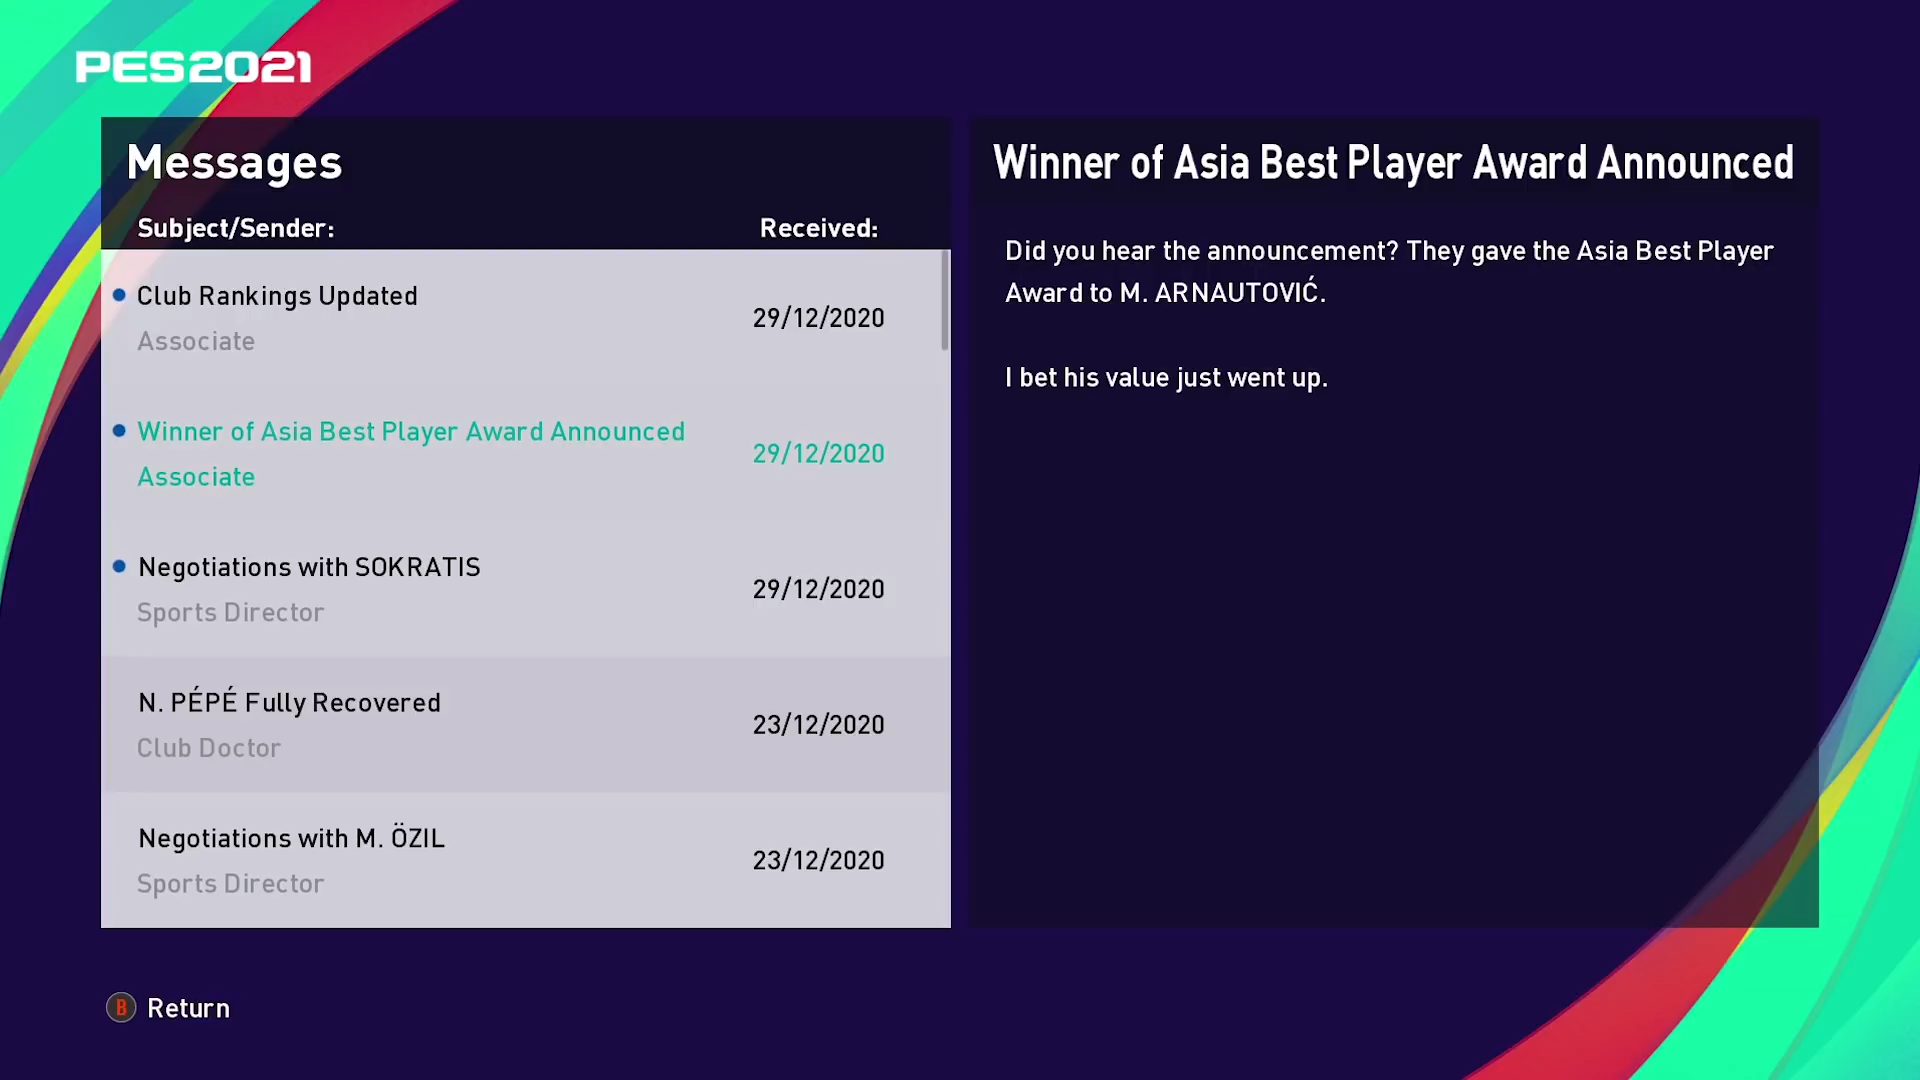 PES2021
Messages
Subject/Sender: Received:
Club Rankings Updated
Associate
29/12/2020
Winner of Asia Best Player Award Announced
Associate
29/12/2020
Negotiations with SOKRATIS
Sports Director
29/12/2020
N. PÉPÉ Fully Recovered
Club Doctor
23/12/2020
Negotiations with M. ÖZIL
Sports Director
23/12/2020
Winner of Asia Best Player Award Announced
Did you hear the announcement? They gave the Asia Best Player
Award to M. ARNAUTOVIĆ.
I bet his value just went up.
B Return